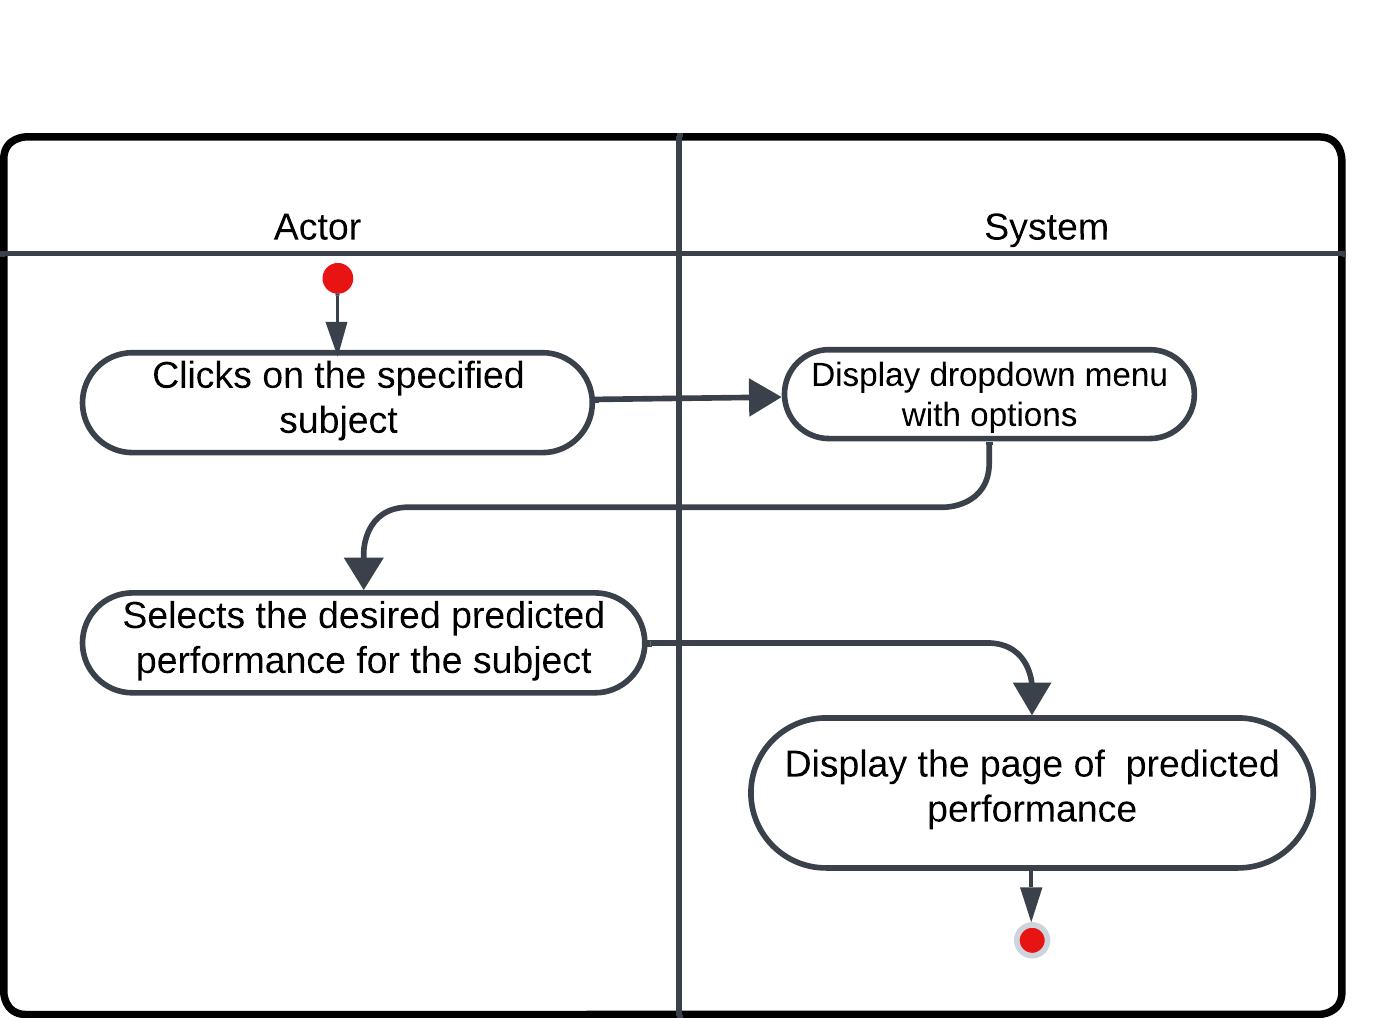 Actor
System
Clicks on the specified
subject
Display dropdown menu
with options
Selects the desired predicted
performance for the subject
Display the page of  predicted
performance